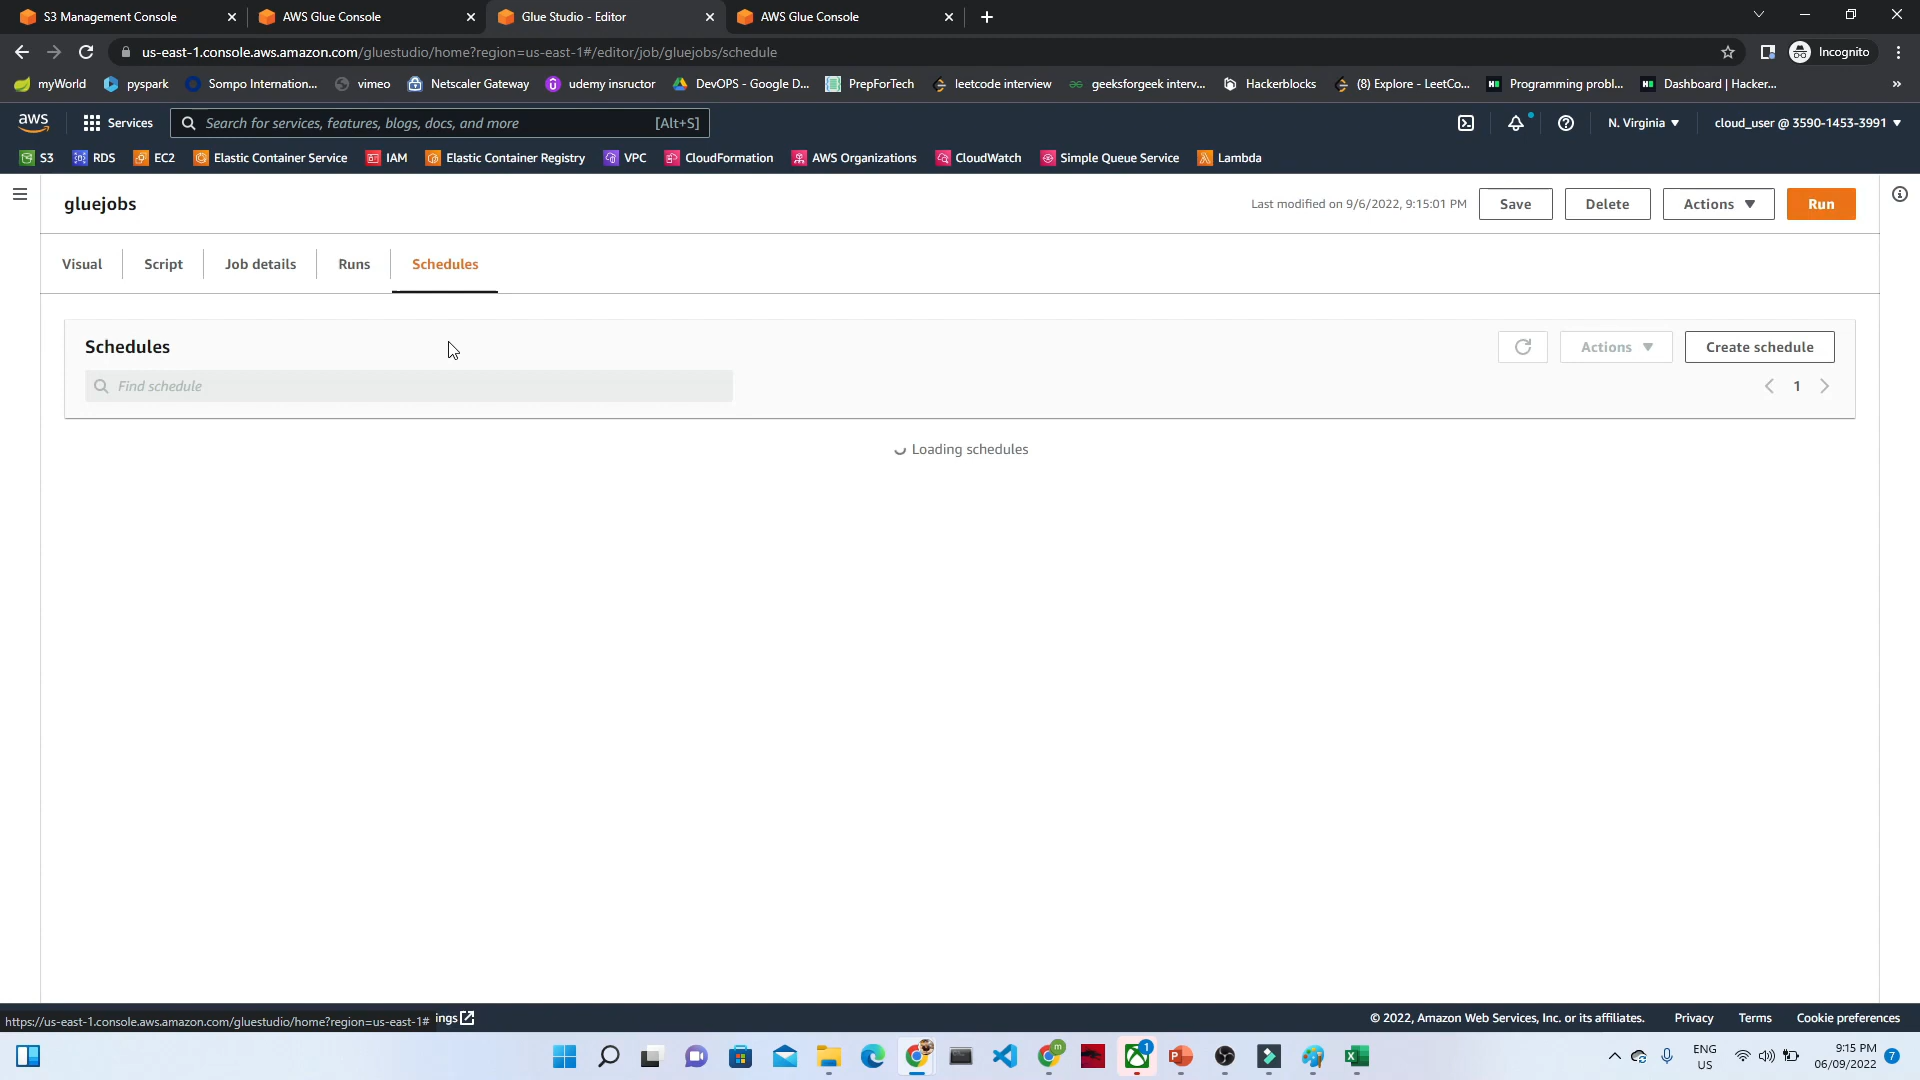 S3 Management Console
AWS Glue Console
Glue Studio - Editor
AWS Glue Console
us-east-1.console.aws.amazon.com/gluestudio/home?region=us-east-1#/editor/job/gluejobs/schedule
Incognito
myWorld
pyspark
Sompo Internation...
vimeo
Netscaler Gateway
udemy insructor
DevOPS - Google D...
PrepForTech
leetcode interview
geeksforgeek interv...
Hackerblocks
(8) Explore - LeetCo...
Programming probl...
Dashboard | Hacker...
»
aws
Services
Search for services, features, blogs, docs, and more
[Alt+S]
N. Virginia
cloud_user @ 3590-1453-3991
S3
RDS
EC2
Elastic Container Service
IAM
Elastic Container Registry
VPC
CloudFormation
AWS Organizations
CloudWatch
Simple Queue Service
Lambda
gluejobs
Last modified on 9/6/2022, 9:15:01 PM
Save
Delete
Actions
Run
Visual
Script
Job details
Runs
Schedules
Schedules
Actions
Create schedule
Find schedule
1
Loading schedules
https://us-east-1.console.aws.amazon.com/gluestudio/home?region=us-east-1#
ings
© 2022, Amazon Web Services, Inc. or its affiliates.
Privacy
Terms
Cookie preferences
ENG
US
9:15 PM
06/09/2022
7